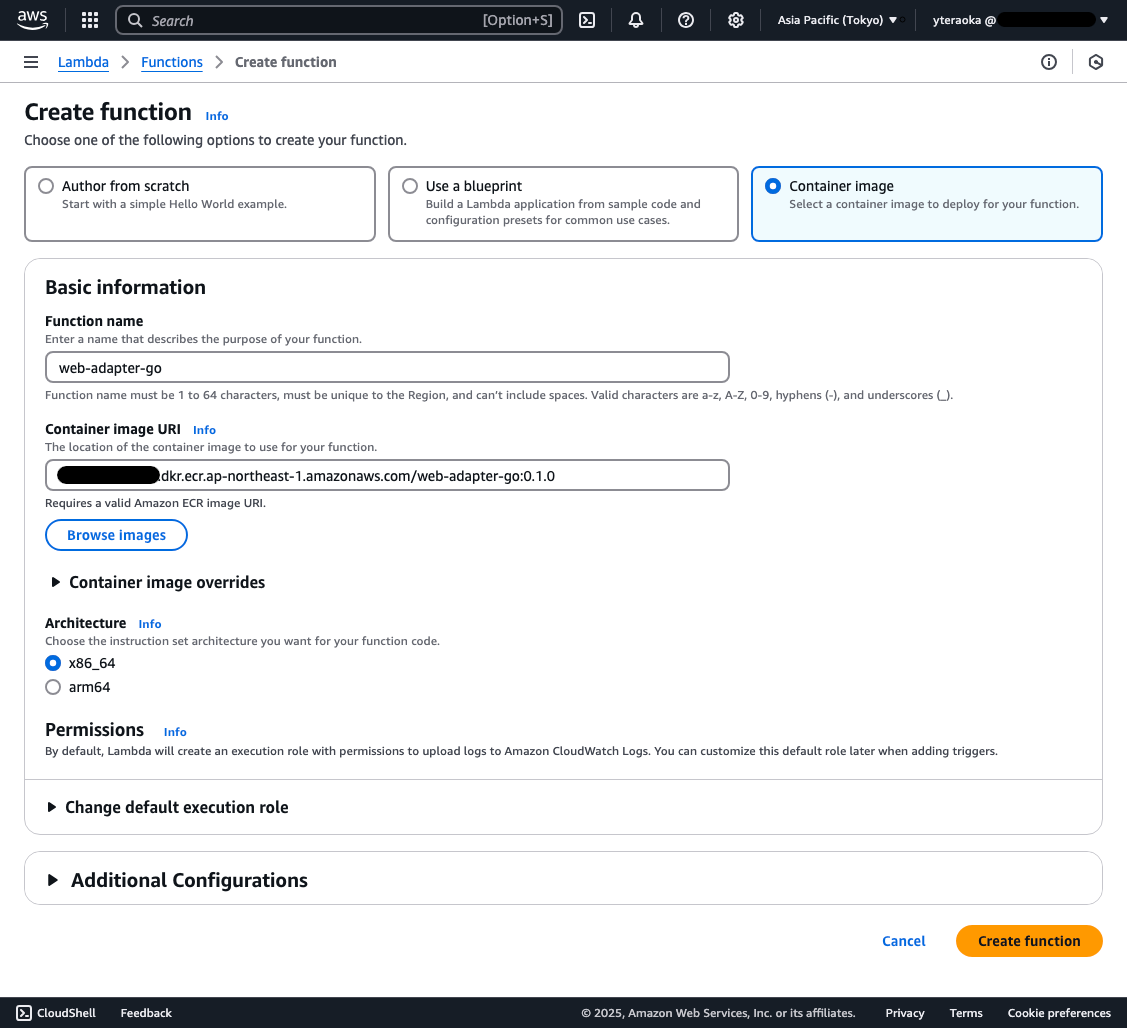 aws
Search [Option+S] Asia Pacific (Tokyo) yteraoka @
Lambda Functions Create function
Create function Info
Choose one of the following options to create your function.
Author from scratch
Start with a simple Hello World example.
Use a blueprint
Build a Lambda application from sample code and
configuration presets for common use cases.
Container image
Select a container image to deploy for your function.
Basic information
Function name
Enter a name that describes the purpose of your function.
web-adapter-go
Function name must be 1 to 64 characters, must be unique to the Region, and can't include spaces. Valid characters are a-z, A-Z, 0-9, hyphens (-), and underscores (_).
Container image URI Info
The location of the container image to use for your function.
.dkr.ecr.ap-northeast-1.amazonaws.com/web-adapter-go:0.1.0
Requires a valid Amazon ECR image URI.
Browse images
Container image overrides
Architecture Info
Choose the instruction set architecture you want for your function code.
x86_64
arm64
Permissions Info
By default, Lambda will create an execution role with permissions to upload logs to Amazon CloudWatch Logs. You can customize this default role later when adding triggers.
Change default execution role
Additional Configurations
Cancel Create function
CloudShell Feedback © 2025, Amazon Web Services, Inc. or its affiliates. Privacy Terms Cookie preferences